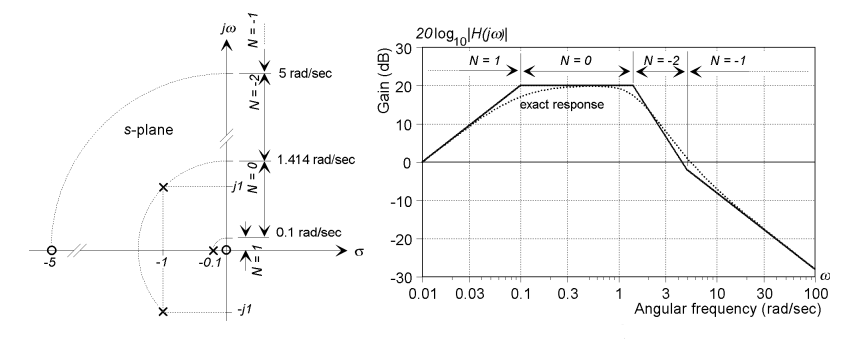 jω
N = -1
5 rad/sec
N = -2
s-plane
1.414 rad/sec
N = 0
j1
0.1 rad/sec
-5
-1
-0.1
N = 1
σ
-j1
20log10|H(jω)|
Gain (dB)
30
20
10
0
-10
-20
-30
N = 1
N = 0
N = -2
N = -1
exact response
ω
0.01
0.03
0.1
0.3
1
3
10
30
100
Angular frequency (rad/sec)